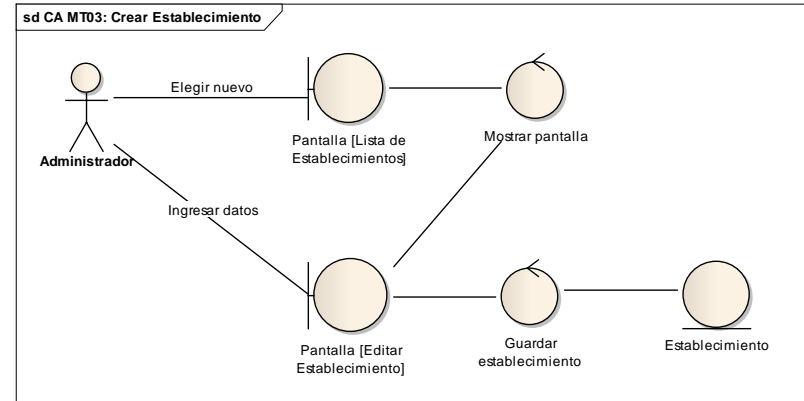 sd CA MT03: Crear Establecimiento
Elegir nuevo
Administrador
Pantalla [Lista de
Establecimientos]
Mostrar pantalla
Ingresar datos
Pantalla [Editar
Establecimiento]
Guardar
establecimiento
Establecimiento